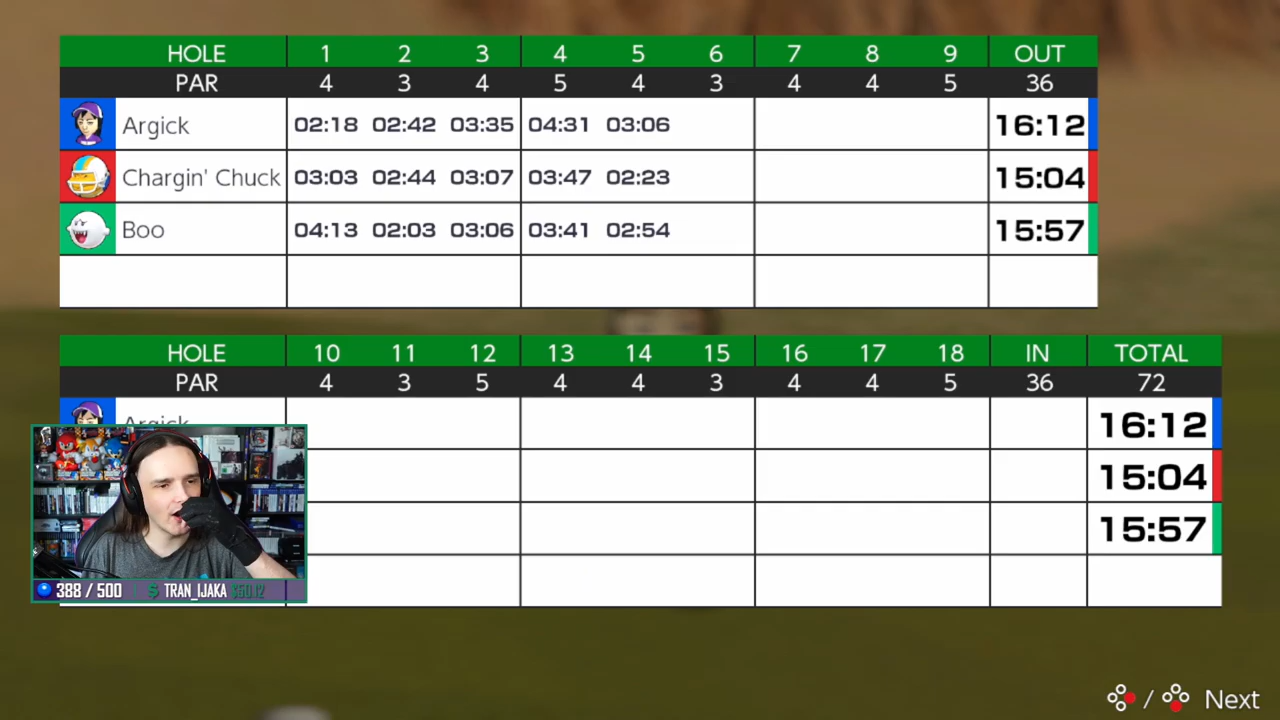 HOLE 1 2 3 4 5 6 7 8 9 OUT
PAR 4 3 4 5 4 3 4 4 5 36
Argick 02:18 02:42 03:35 04:31 03:06 16:12
Chargin' Chuck 03:03 02:44 03:07 03:47 02:23 15:04
Boo 04:13 02:03 03:06 03:41 02:54 15:57
HOLE 10 11 12 13 14 15 16 17 18 IN TOTAL
PAR 4 3 5 4 4 3 4 4 5 36 72
Argick 16:12
15:04
15:57
388 / 500 $ TRAN_IJAKA $50.12
/ Next